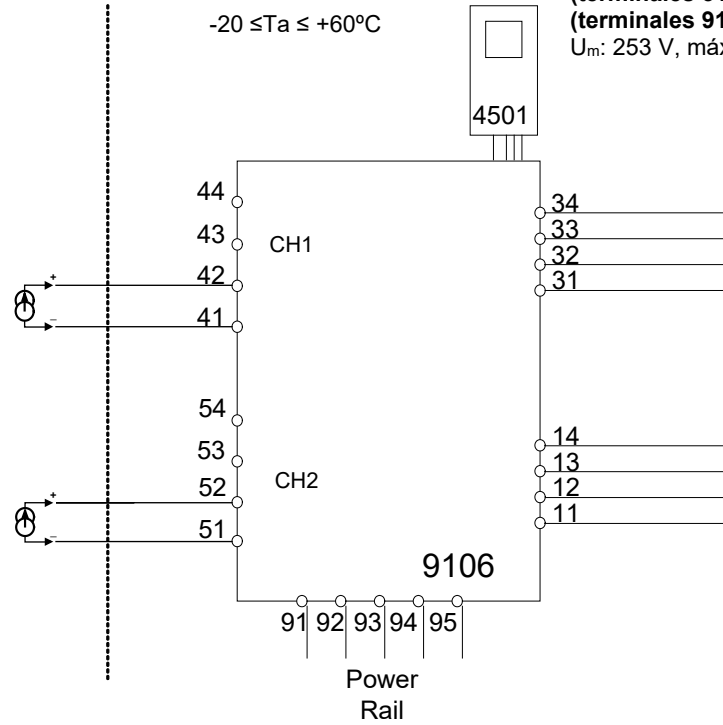 -20 ≤Ta ≤ +60ºC
(terminales 91
Um: 253 V, máx
4501
44
43
42
41
CH1
+
–
34
33
32
31
54
53
52
51
CH2
+
–
14
13
12
11
9106
91 92 93 94 95
Power
Rail